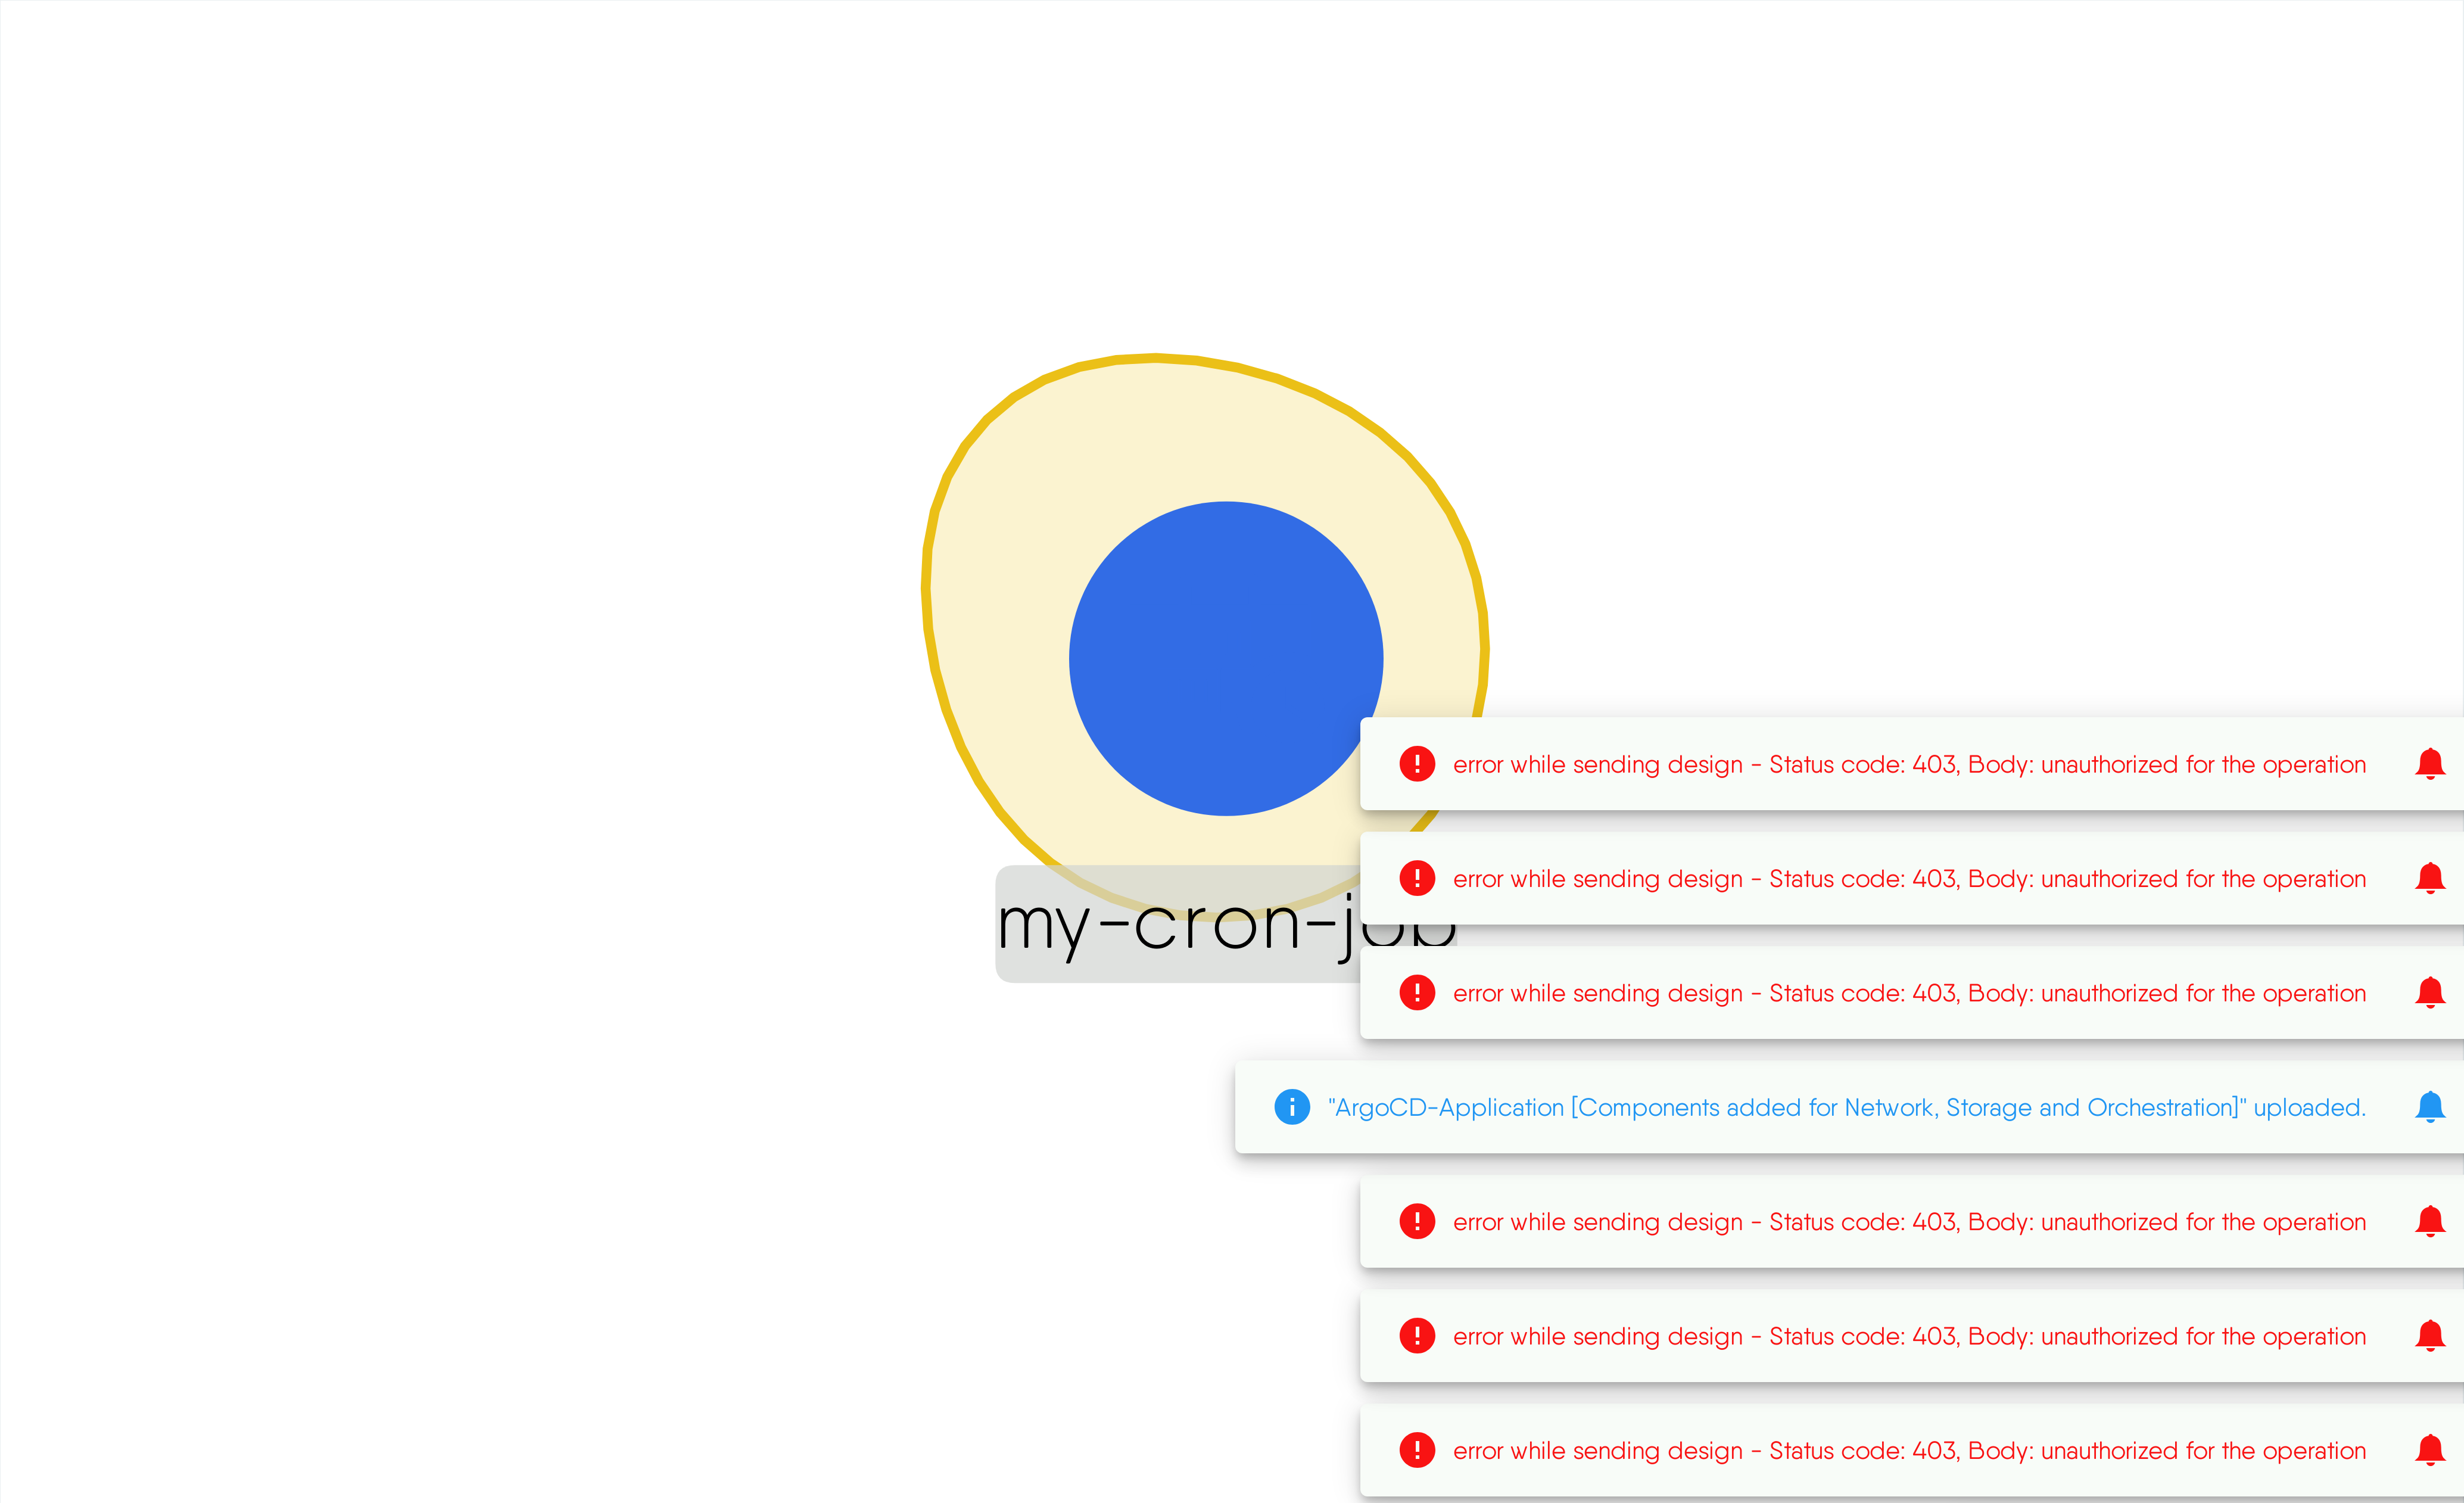 error while sending design - Status code: 403, Body: unauthorized for the operation
error while sending design - Status code: 403, Body: unauthorized for the operation
my-cron-job
error while sending design - Status code: 403, Body: unauthorized for the operation
"ArgoCD-Application [Components added for Network, Storage and Orchestration]" uploaded.
error while sending design - Status code: 403, Body: unauthorized for the operation
error while sending design - Status code: 403, Body: unauthorized for the operation
error while sending design - Status code: 403, Body: unauthorized for the operation